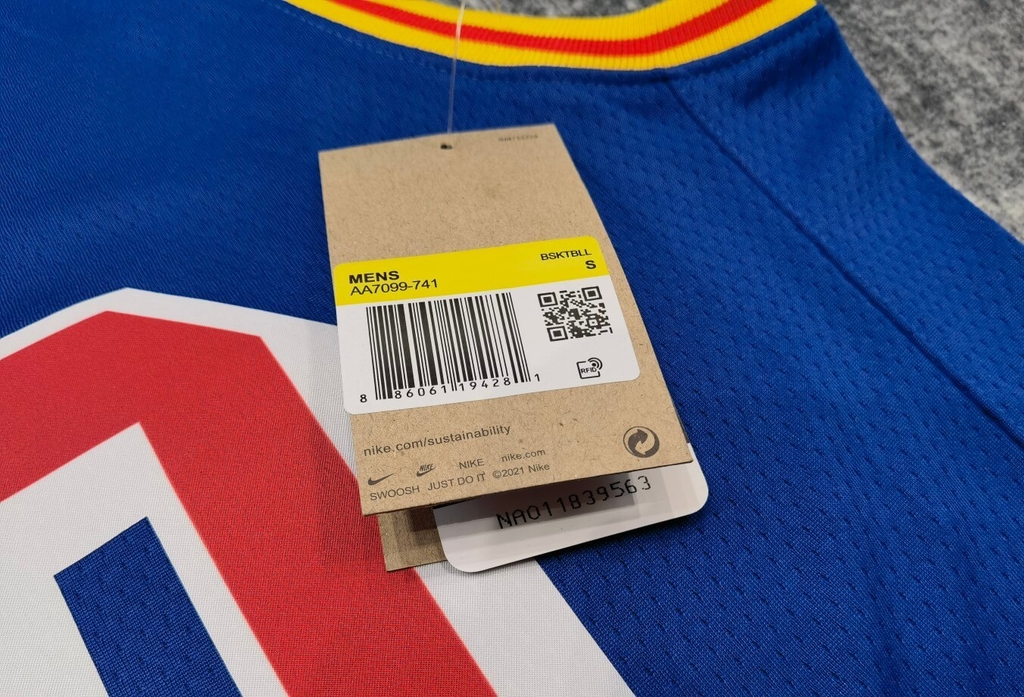 MENS
BSKTBLL
AA7099-741
S
8 86061 19428 1
RFID
nike.com/sustainability
NIKE NIKE nike.com
SWOOSH JUST DO IT ©2021 Nike
NA011839563